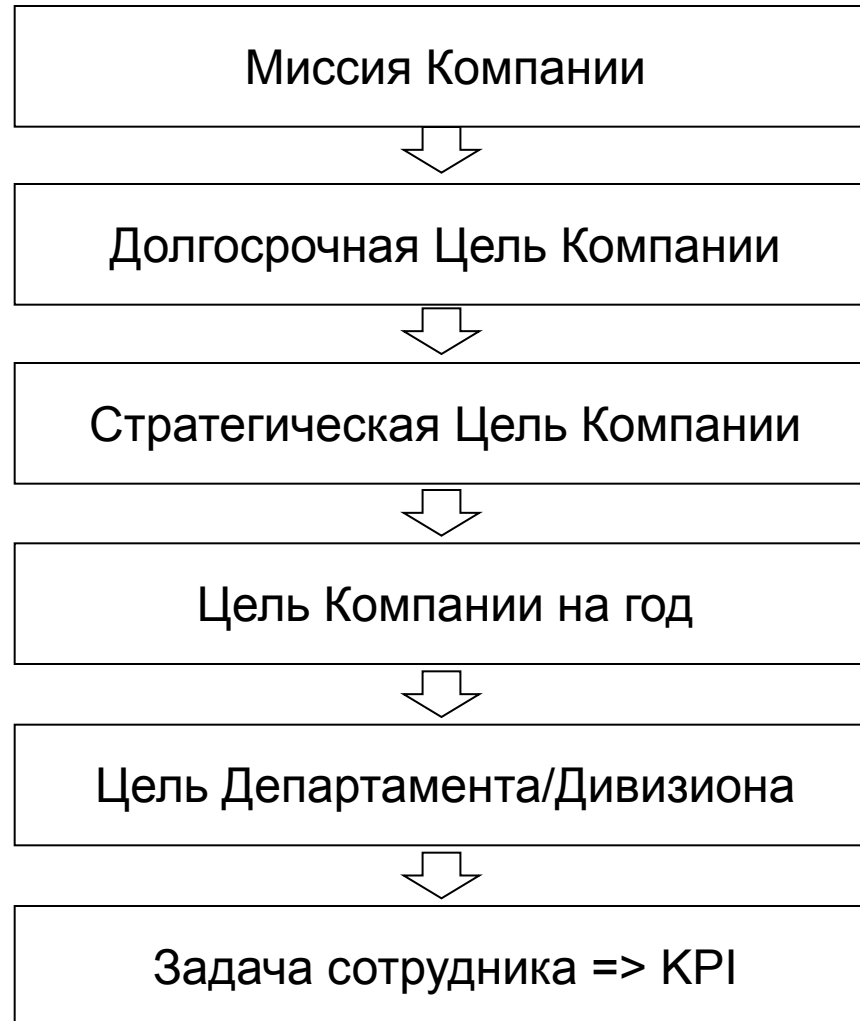 Миссия Компании
Долгосрочная Цель Компании
Стратегическая Цель Компании
Цель Компании на год
Цель Департамента/Дивизиона
Задача сотрудника => KPI